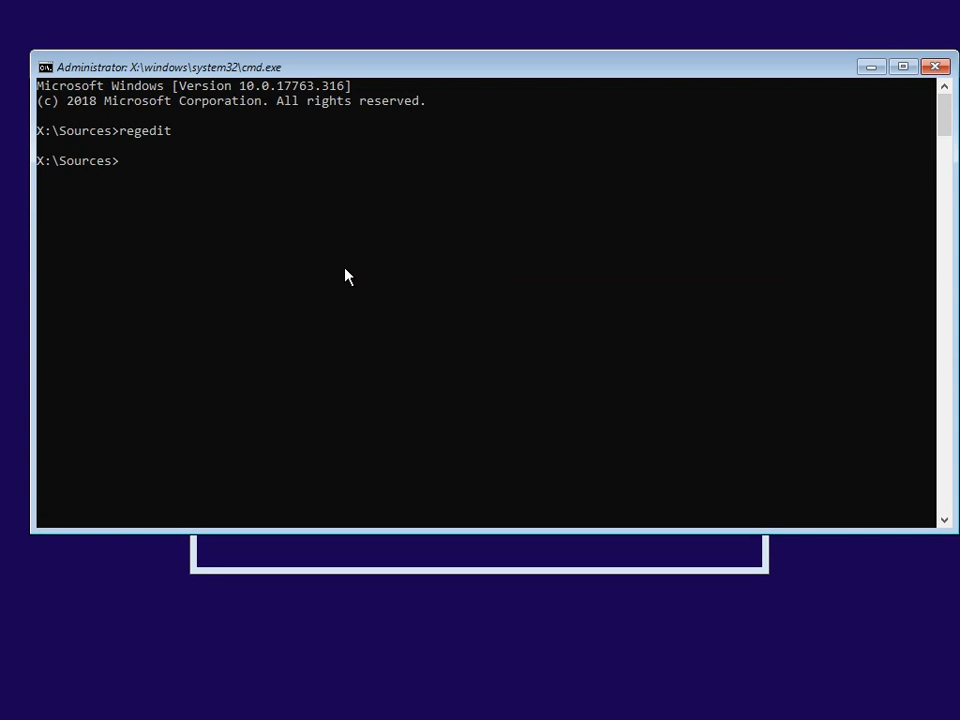 Administrator: X:\windows\system32\cmd.exe
Microsoft Windows [Version 10.0.17763.316]
(c) 2018 Microsoft Corporation. All rights reserved.
X:\Sources>regedit
X:\Sources>